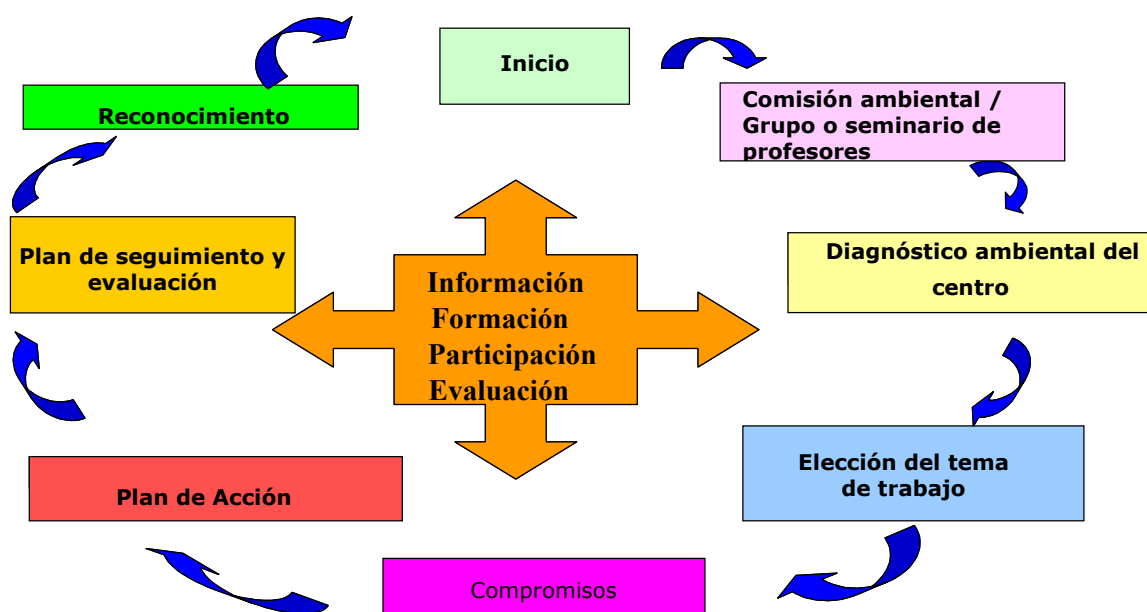 Inicio
Comisión ambiental /
Grupo o seminario de
profesores
Diagnóstico ambiental del
centro
Elección del tema
de trabajo
Compromisos
Plan de Acción
Plan de seguimiento y
evaluación
Reconocimiento
Información
Formación
Participación
Evaluación